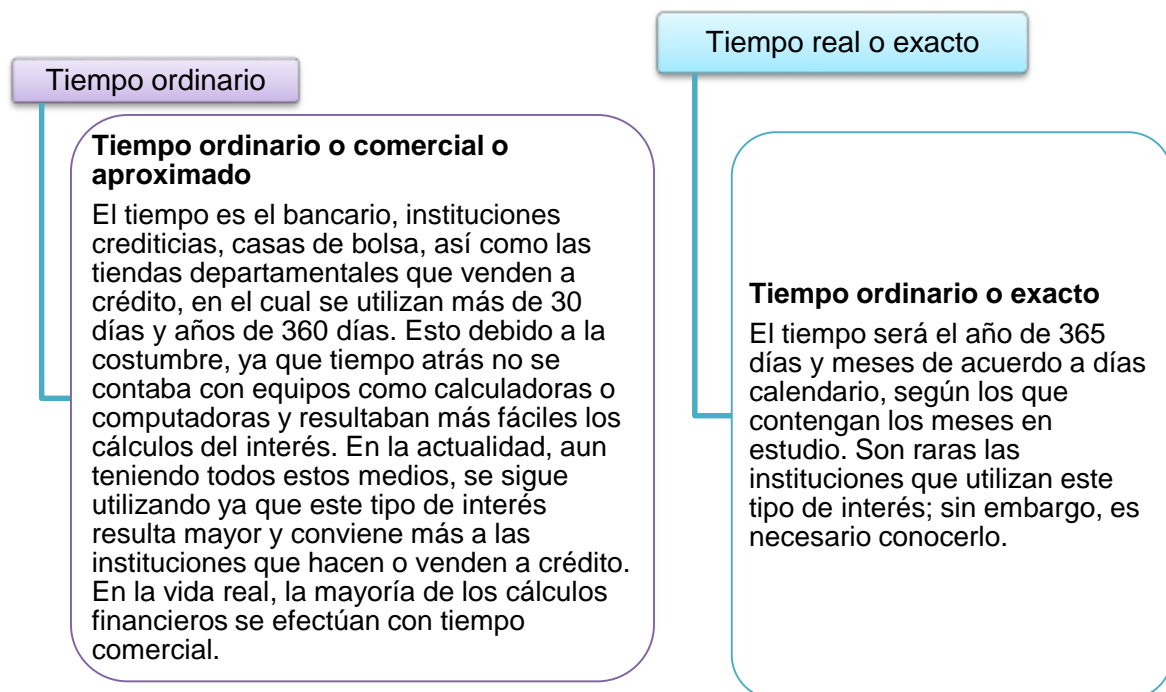 Tiempo ordinario
Tiempo ordinario o comercial o
aproximado
El tiempo es el bancario, instituciones
crediticias, casas de bolsa, así como las
tiendas departamentales que venden a
crédito, en el cual se utilizan más de 30
días y años de 360 días. Esto debido a la
costumbre, ya que tiempo atrás no se
contaba con equipos como calculadoras o
computadoras y resultaban más fáciles los
cálculos del interés. En la actualidad, aun
teniendo todos estos medios, se sigue
utilizando ya que este tipo de interés
resulta mayor y conviene más a las
instituciones que hacen o venden a crédito.
En la vida real, la mayoría de los cálculos
financieros se efectúan con tiempo
comercial.
Tiempo real o exacto
Tiempo ordinario o exacto
El tiempo será el año de 365
días y meses de acuerdo a días
calendario, según los que
contengan los meses en
estudio. Son raras las
instituciones que utilizan este
tipo de interés; sin embargo, es
necesario conocerlo.